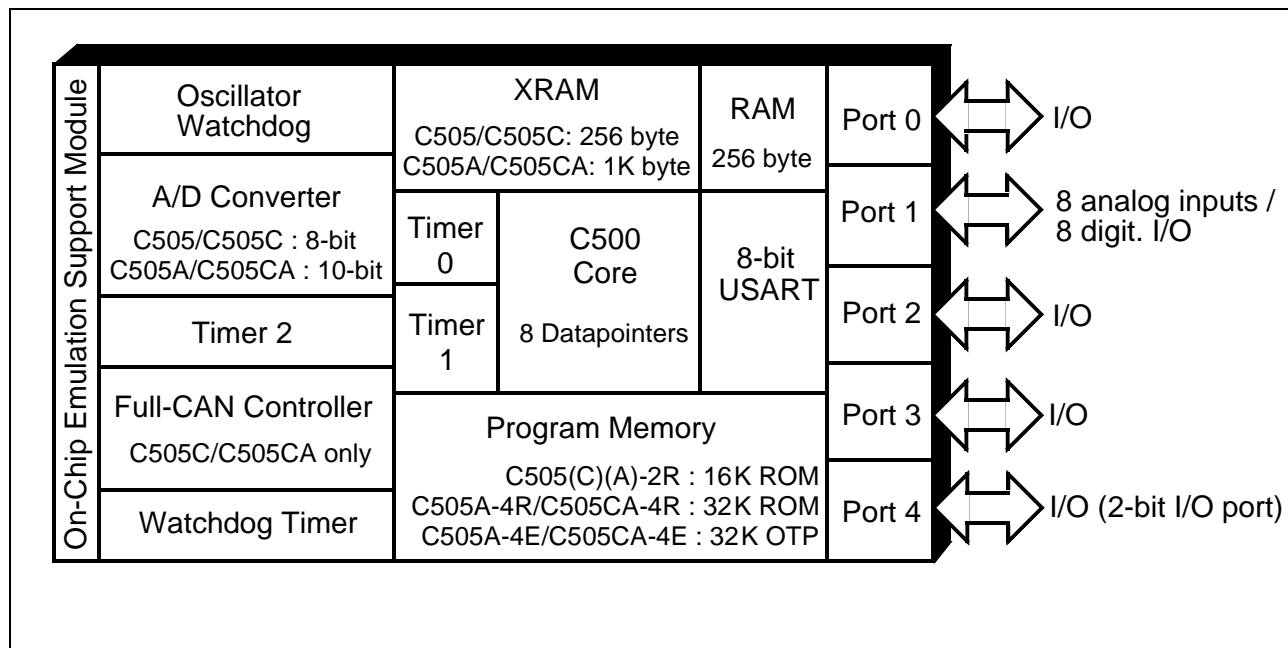 On-Chip Emulation Support Module
Oscillator
Watchdog
A/D Converter
C505/C505C : 8-bit
C505A/C505CA : 10-bit
Timer 2
Full-CAN Controller
C505C/C505CA only
Watchdog Timer
XRAM
C505/C505C: 256 byte
C505A/C505CA: 1K byte
RAM
256 byte
Timer
0
Timer
1
C500
Core
8 Datapointers
8-bit
USART
Program Memory
C505(C)(A)-2R : 16K ROM
C505A-4R/C505CA-4R : 32K ROM
C505A-4E/C505CA-4E : 32K OTP
Port 0
I/O
Port 1
8 analog inputs /
8 digit. I/O
Port 2
I/O
Port 3
I/O
Port 4
I/O (2-bit I/O port)